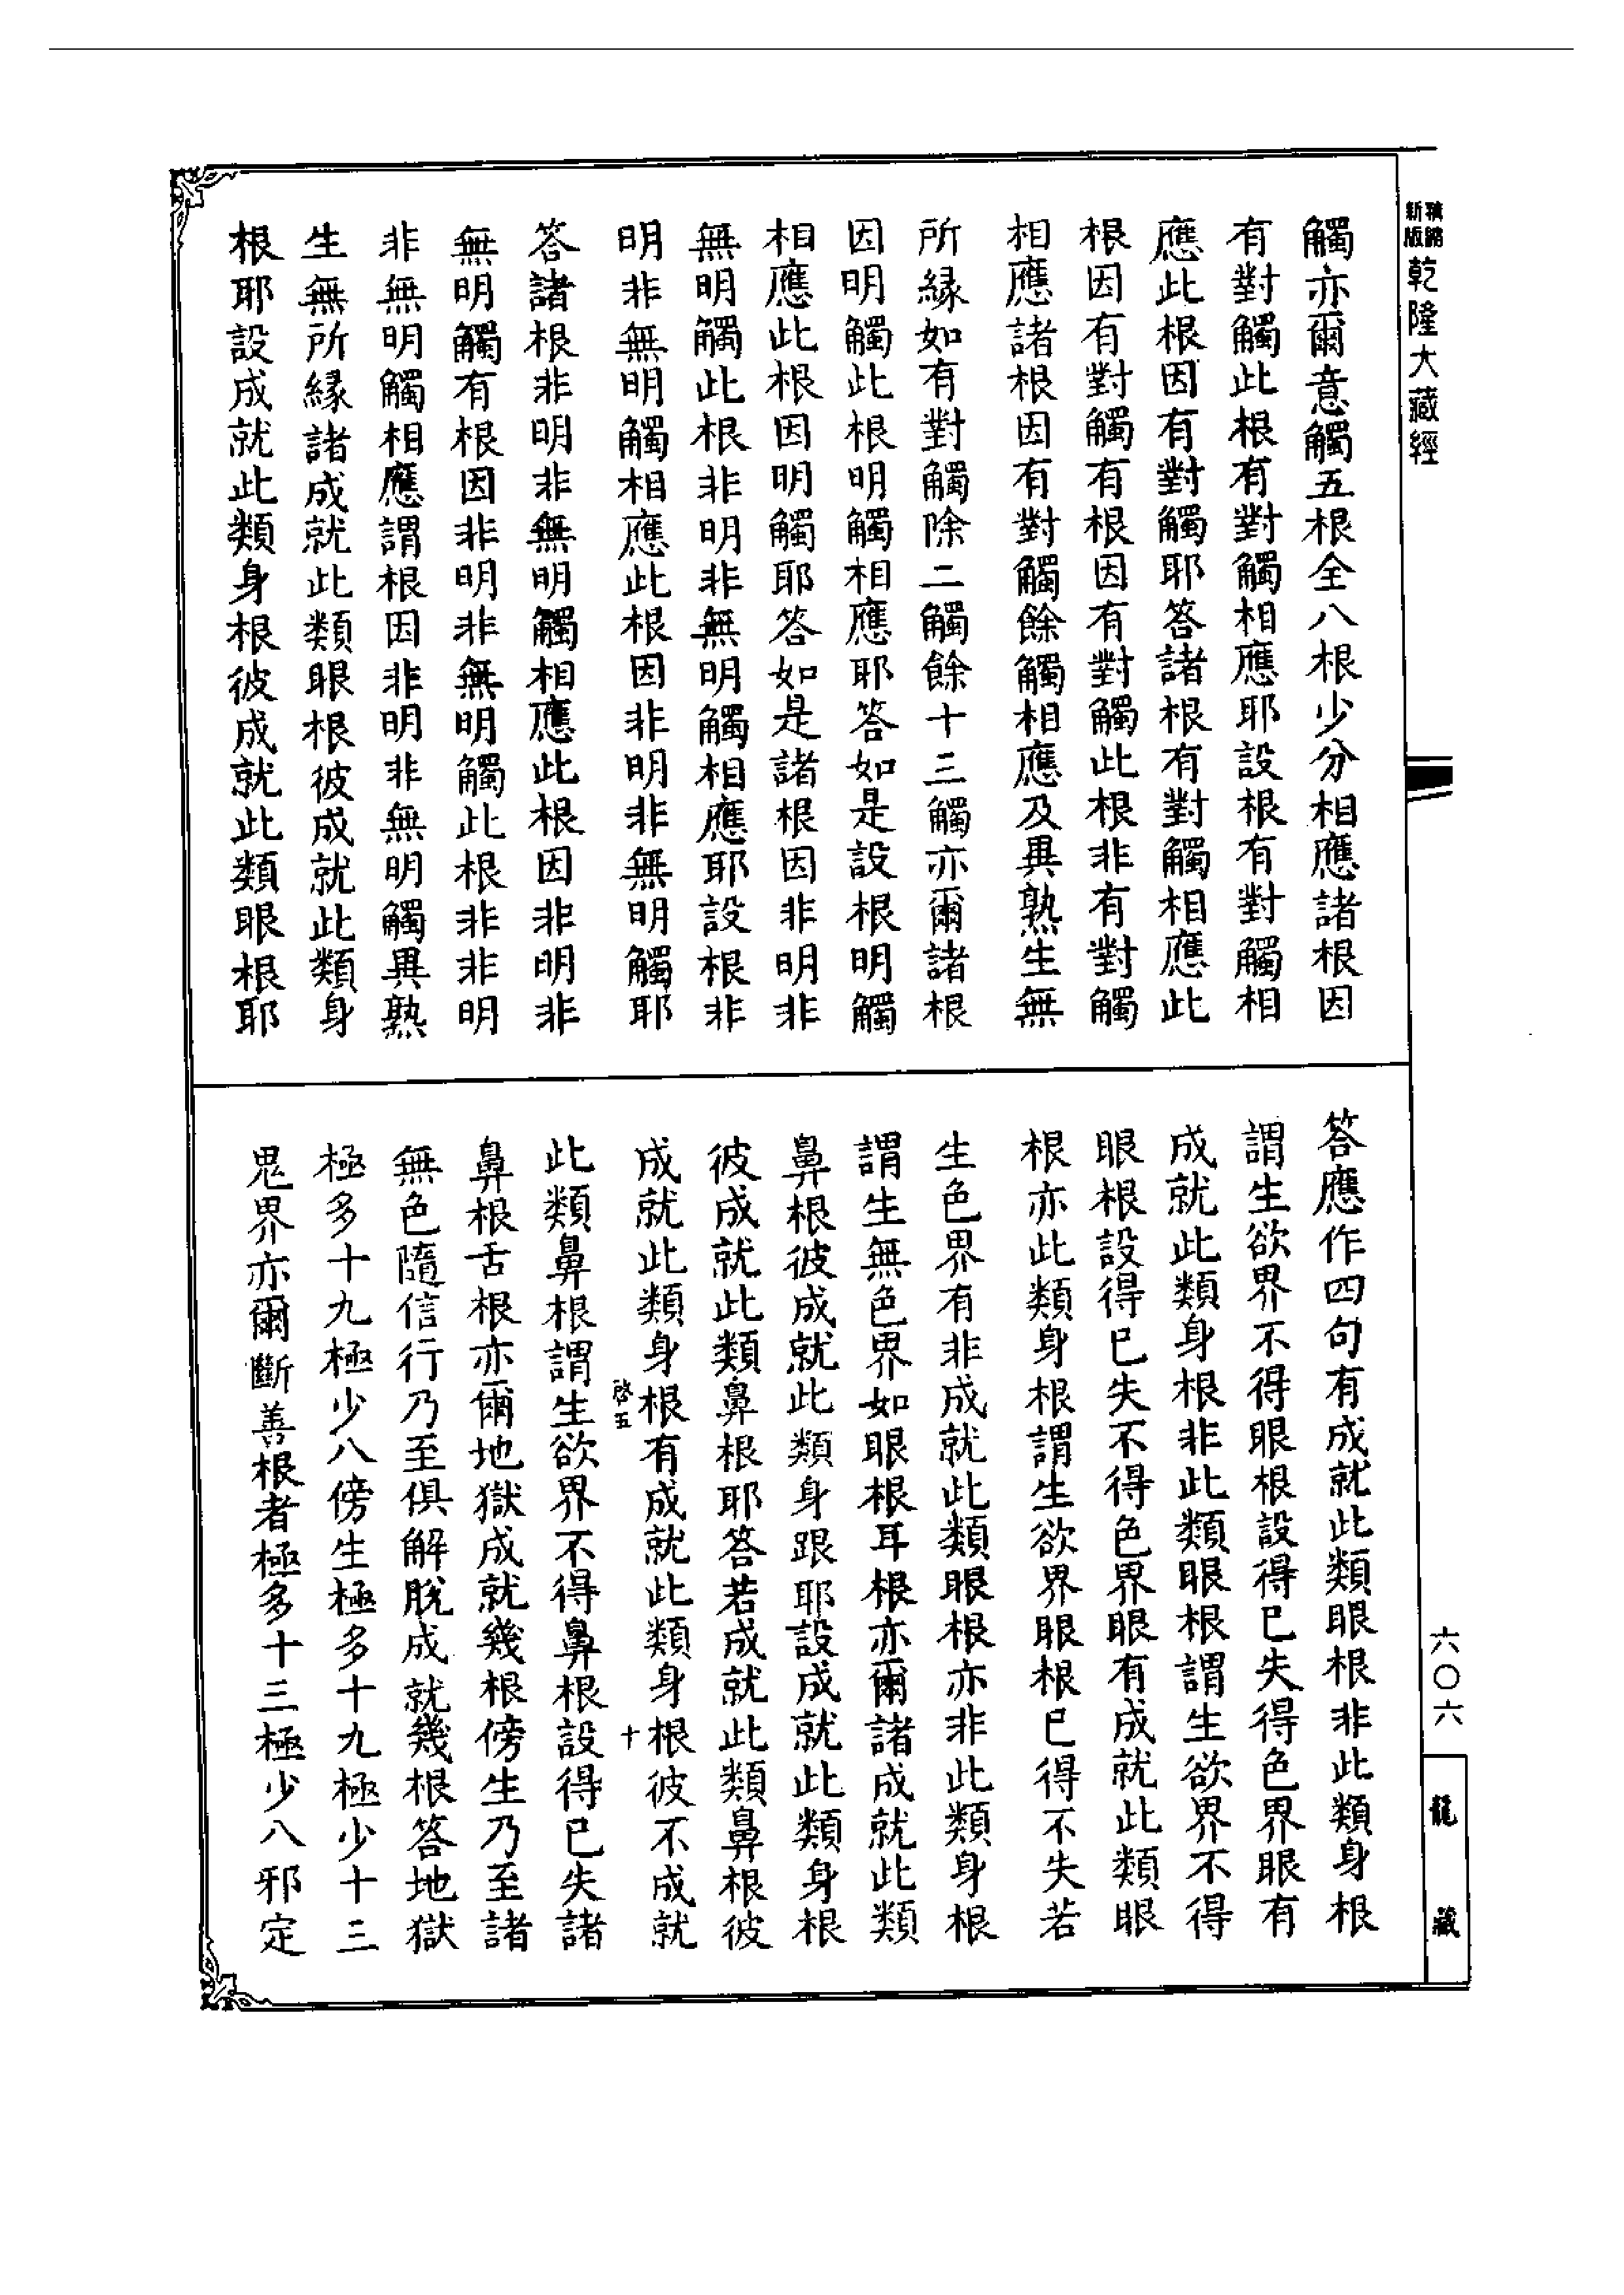 新版
精縮
乾隆大藏經
觸亦爾意觸五根全八根少分相應諸根因
有對觸此根有對觸相應耶設根有對觸相
應此根因有對觸耶答諸根有對觸相應此
根因有對觸有根因有對觸此根非有對觸
相應諸根因有對觸餘觸相應及異熟生無
所緣如有對觸除二觸餘十三觸亦爾諸根
因明觸此根明觸相應耶答如是設根明觸
相應此根因明觸耶答如是諸根因非明非
無明觸此根非明非無明觸相應耶設根非
明非無明觸相應此根因非明非無明觸耶
答諸根非明非無明觸相應此根因非明非
無明觸有根因非明非無明觸此根非非明
非無明觸相應謂根因非明非無明觸異熟
生無所緣諸成就此類眼根彼成就此類身
根耶設成就此類身根彼成就此類眼根耶
答應作四句有成就此類眼根非此類身根
謂生欲界不得眼根設得已失得色界眼有
成就此類身根非此類眼根謂生欲界不得
眼根設得已失不得色界眼有成就此類眼
根亦此類身根謂生欲界眼根已得不失若
生色界有非成就此類眼根亦非此類身根
謂生無色界如眼根耳根亦爾諸成就此類
鼻根彼成就此類身跟耶設成就此類身根
彼成就此類鼻根耶答若成就此類鼻根彼
成就此類身根有成就此類身根彼不成就
啓五
十
此類鼻根謂生欲界不得鼻根設得已失諸
鼻根舌根亦爾地獄成就幾根傍生乃至諸
無色隨信行乃至俱解脫成就幾根答地獄
極多十九極少八傍生極多十九極少十三
鬼界亦爾斷善根者極多十三極少八邪定
六〇六
龍藏